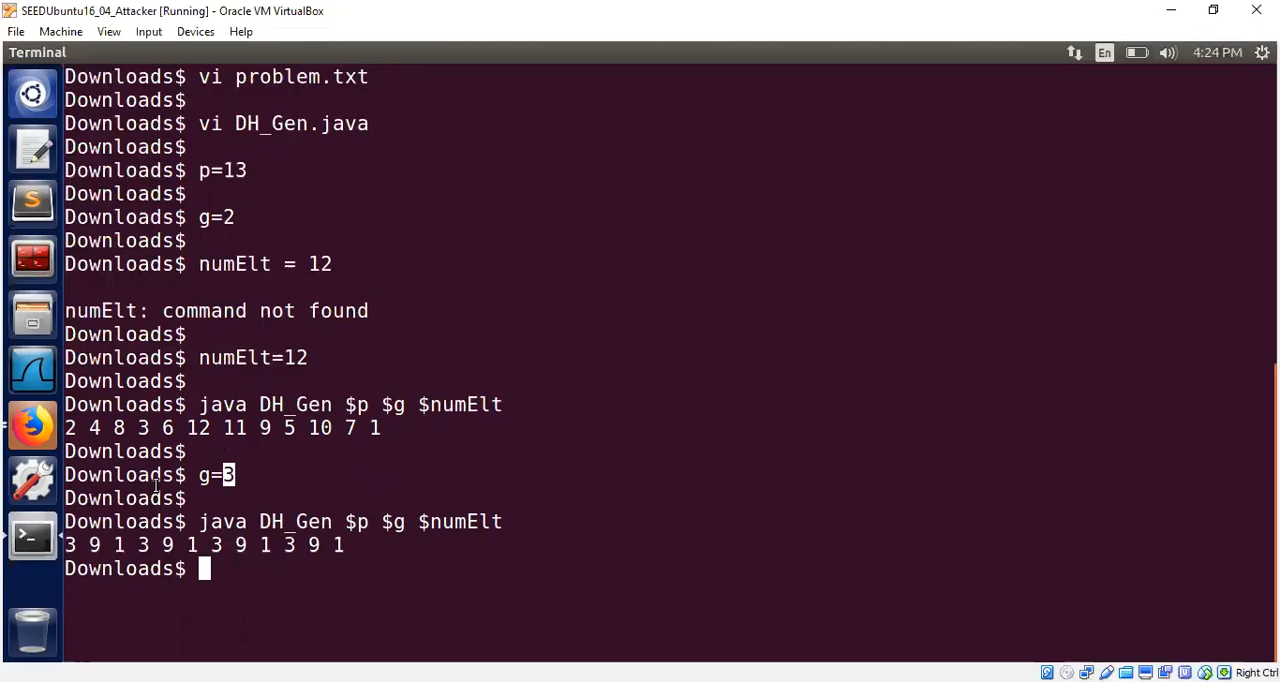 SEEDUbuntu16_04_Attacker [Running] - Oracle VM VirtualBox
File Machine View Input Devices Help
Terminal En 4:24 PM
Downloads$ vi problem.txt
Downloads$
Downloads$ vi DH_Gen.java
Downloads$
Downloads$ p=13
Downloads$
Downloads$ g=2
Downloads$
Downloads$ numElt = 12
numElt: command not found
Downloads$
Downloads$ numElt=12
Downloads$
Downloads$ java DH_Gen $p $g $numElt
2 4 8 3 6 12 11 9 5 10 7 1
Downloads$
Downloads$ g=3
Downloads$
Downloads$ java DH_Gen $p $g $numElt
3 9 1 3 9 1 3 9 1 3 9 1
Downloads$
Right Ctrl